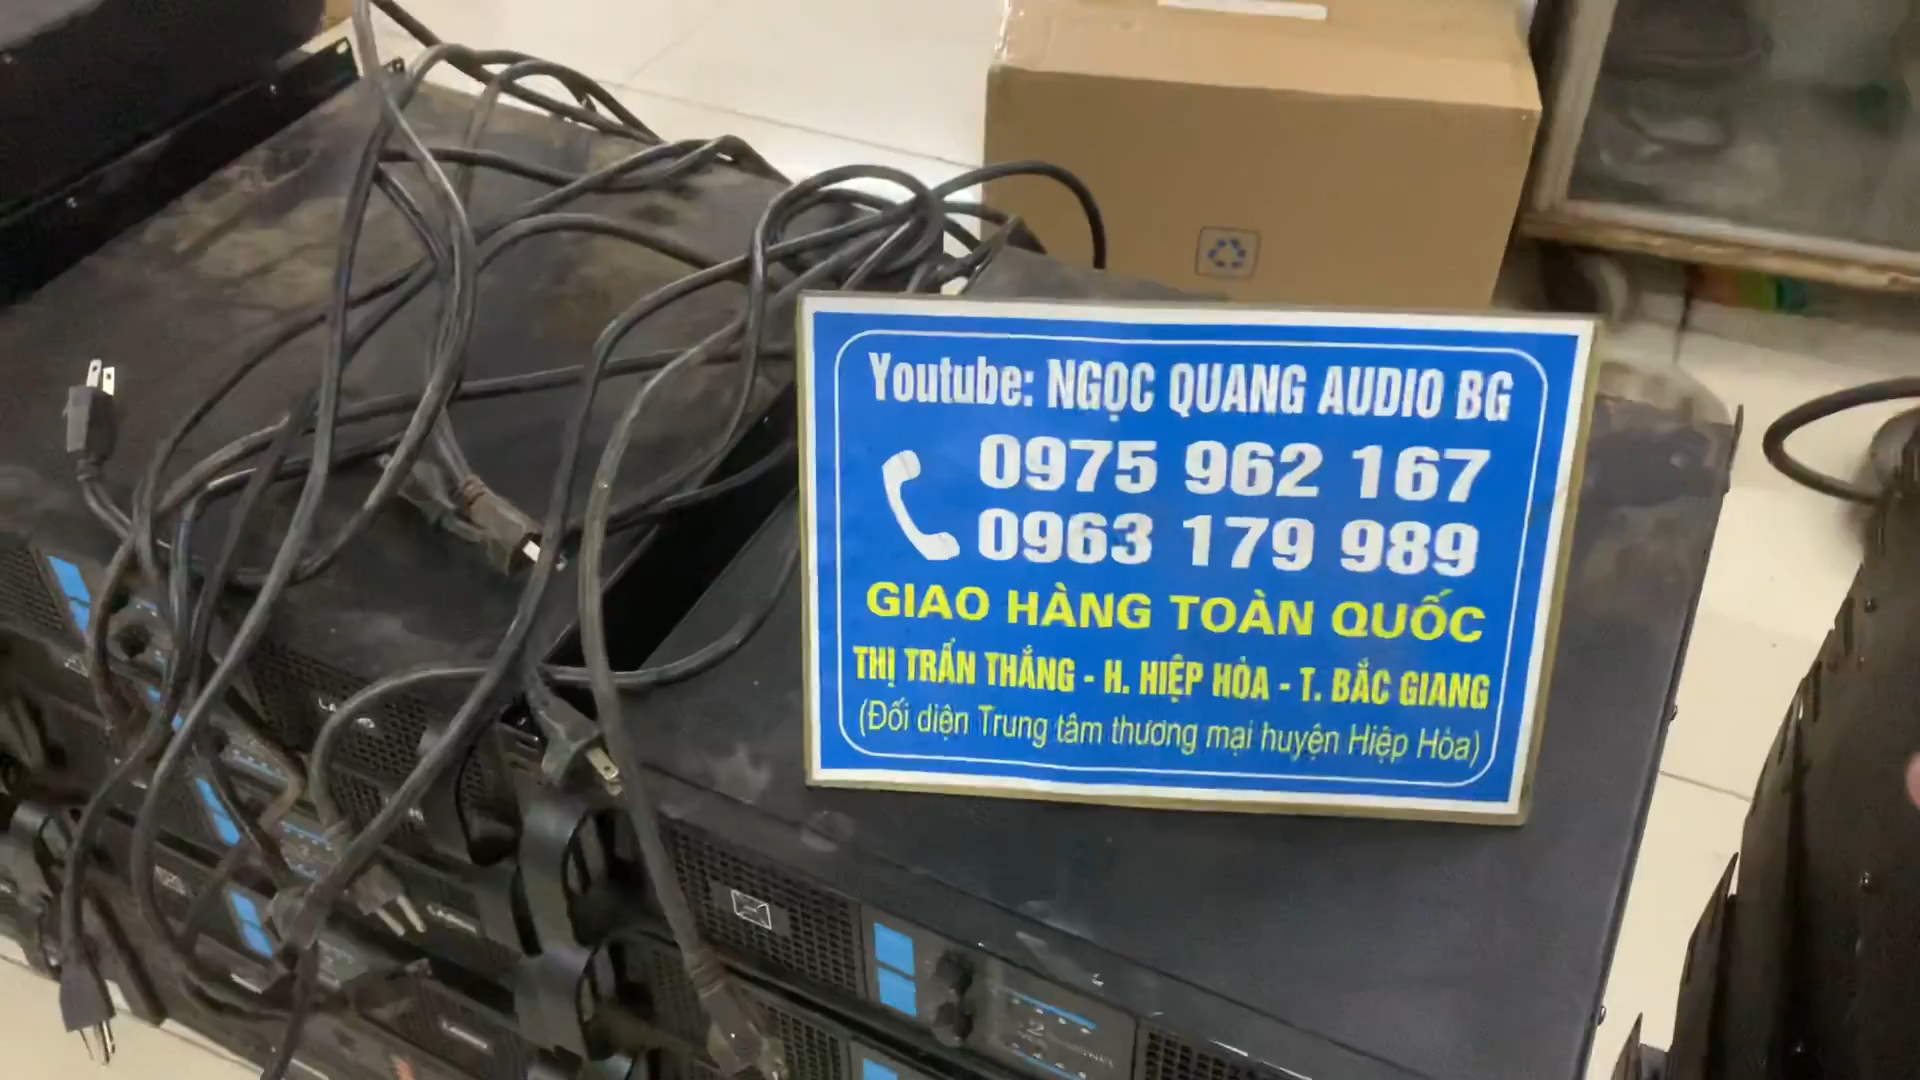 Youtube: NGỌC QUANG AUDIO BG
0975 962 167
0963 179 989
GIAO HÀNG TOÀN QUỐC
THỊ TRẤN THẮNG - H. HIỆP HÒA - T. BẮC GIANG
(Đối diện Trung tâm thương mại huyện Hiệp Hòa)